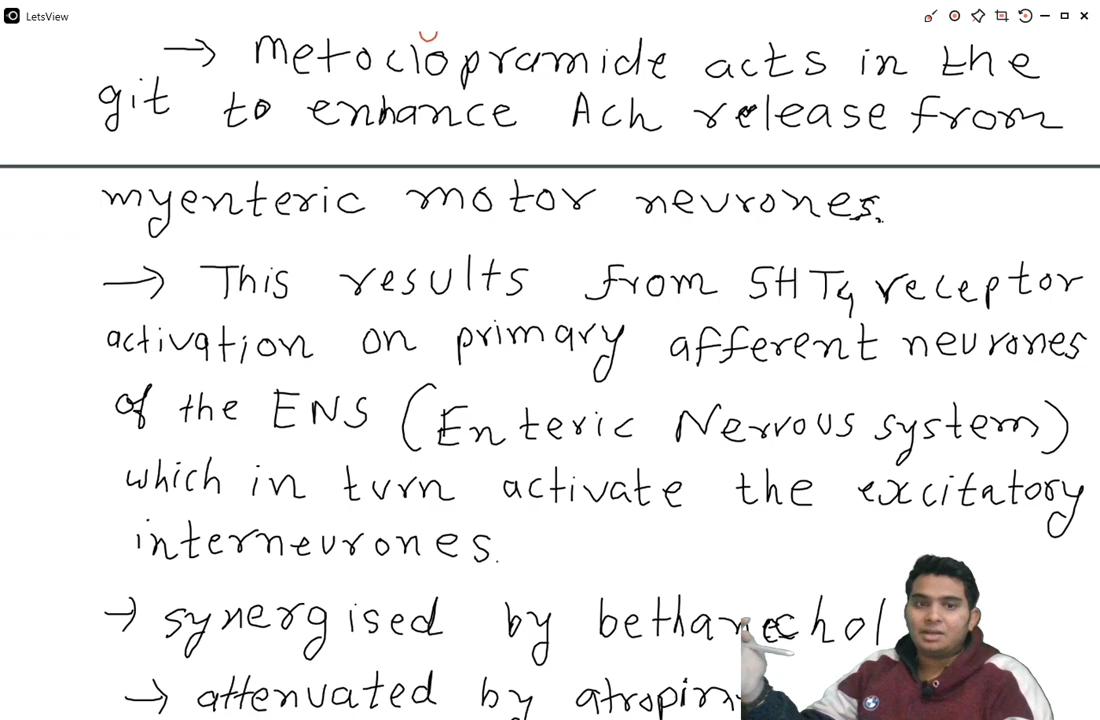 LetsView
→ metoclopramide acts in the
git to enhance Ach release from
myenteric motor neurones.
→ This results from 5HT4 receptor
activation on primary afferent neurones
of the ENS (Enteric Nervous system)
which in turn activate the excitatory
interneurones.
→ synergised by bethanechol
→ attenuated by atropin